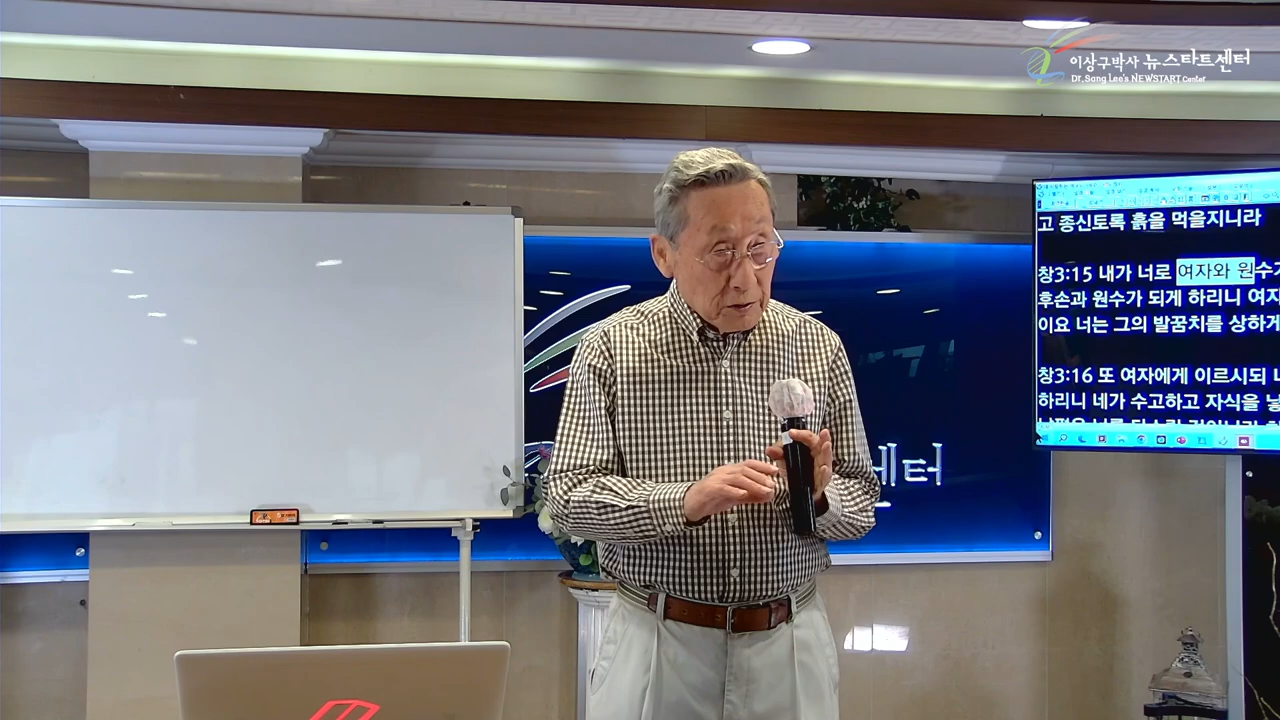 이상구박사 뉴스타트센터
Dr. Sang Lee's NEWSTART Center
고 종신토록 흙을 먹을지니라
창3:15 내가 너로 여자와 원수가
후손과 원수가 되게 하리니 여자
이요 너는 그의 발꿈치를 상하게
창3:16 또 여자에게 이르시되 내
하리니 네가 수고하고 자식을 낳
센터